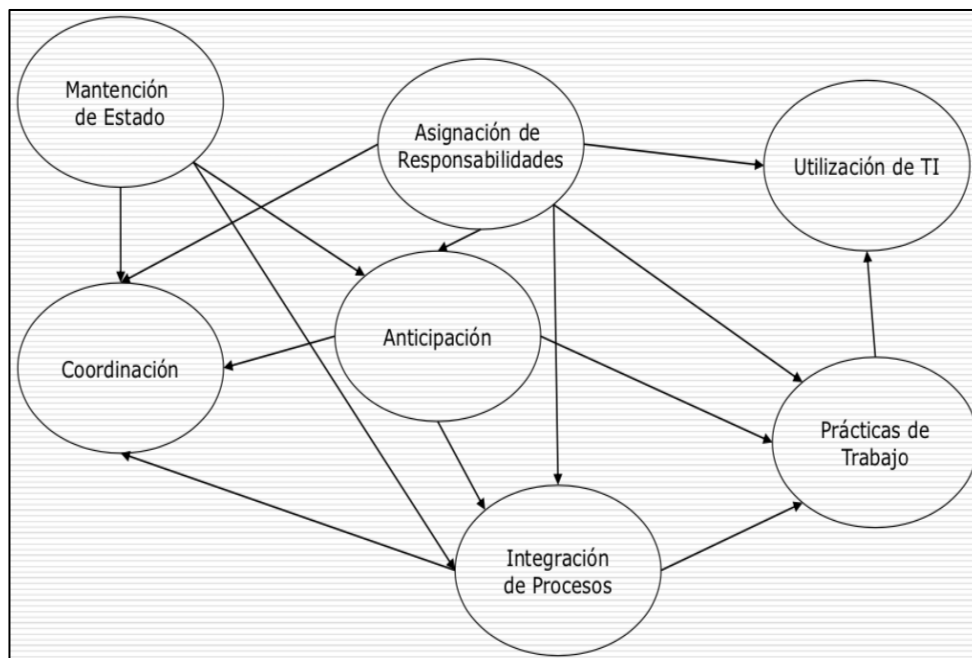 Mantención
de Estado
Asignación de
Responsabilidades
Utilización de TI
Coordinación
Anticipación
Prácticas de
Trabajo
Integración
de Procesos